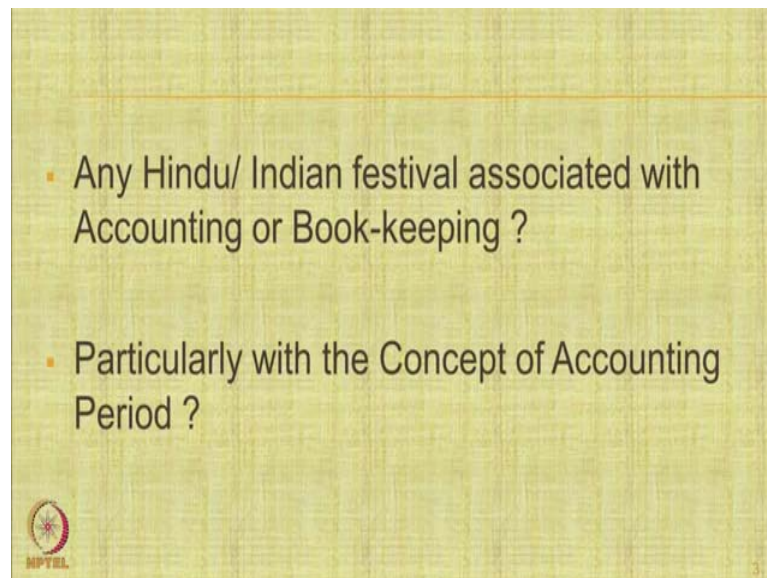 ▪ Any Hindu/ Indian festival associated with
Accounting or Book-keeping ?
▪ Particularly with the Concept of Accounting
Period ?
NPTEL
3